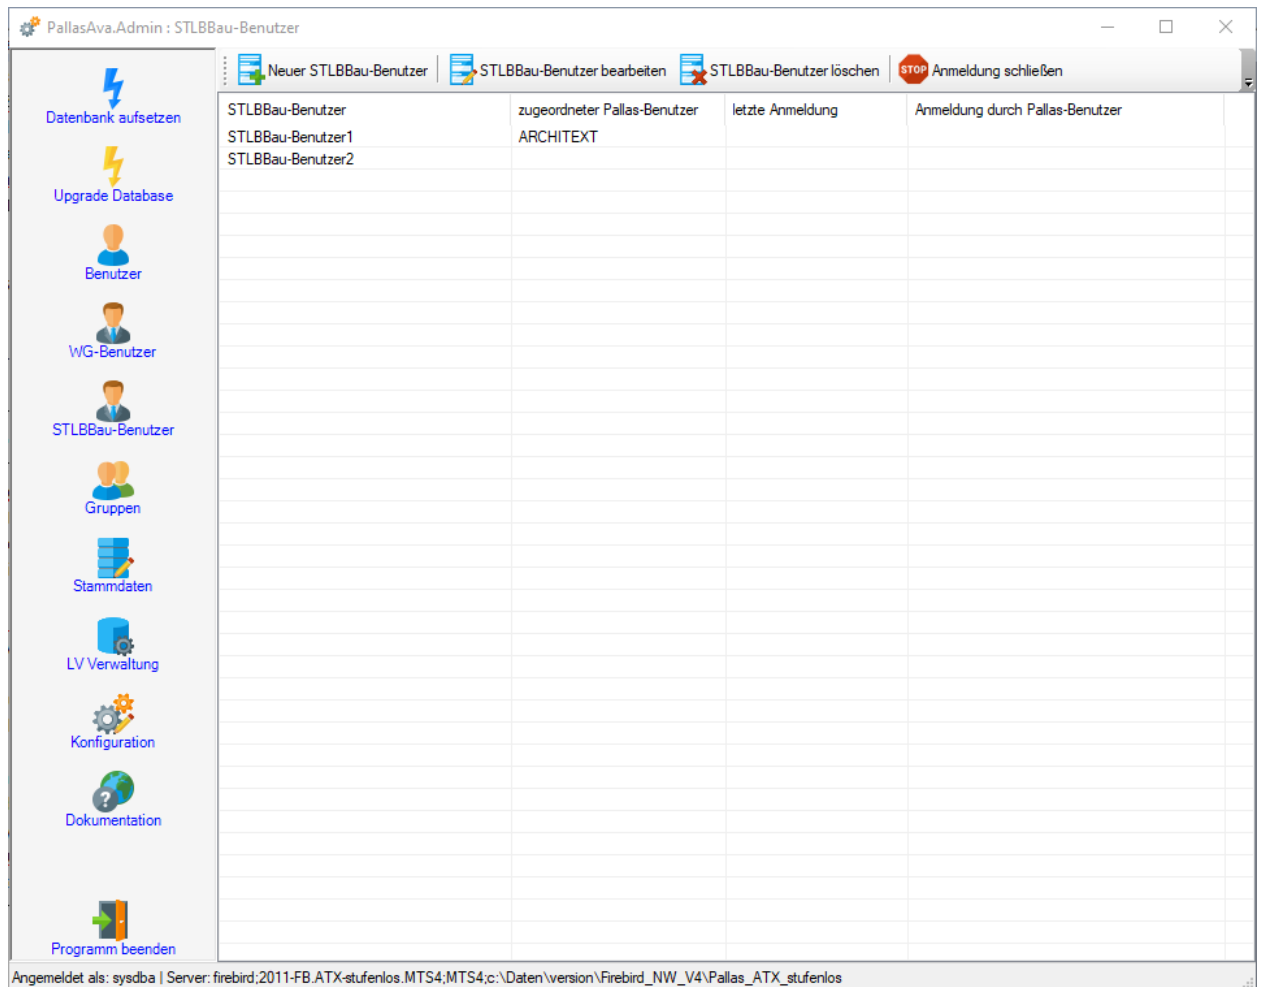 PallasAva.Admin : STLBBau-Benutzer
Neuer STLBBau-Benutzer STLBBau-Benutzer bearbeiten STLBBau-Benutzer löschen STOP Anmeldung schließen
Datenbank aufsetzen
Upgrade Database
Benutzer
WG-Benutzer
STLBBau-Benutzer
Gruppen
Stammdaten
LV Verwaltung
Konfiguration
?
Dokumentation
Programm beenden
STLBBau-Benutzer zugeordneter Pallas-Benutzer letzte Anmeldung Anmeldung durch Pallas-Benutzer
STLBBau-Benutzer1 ARCHITEXT
STLBBau-Benutzer2
Angemeldet als: sysdba | Server: firebird;2011-FB.ATX-stufenlos.MTS4;MTS4;c:\Daten\version\Firebird_NW_V4\Pallas_ATX_stufenlos